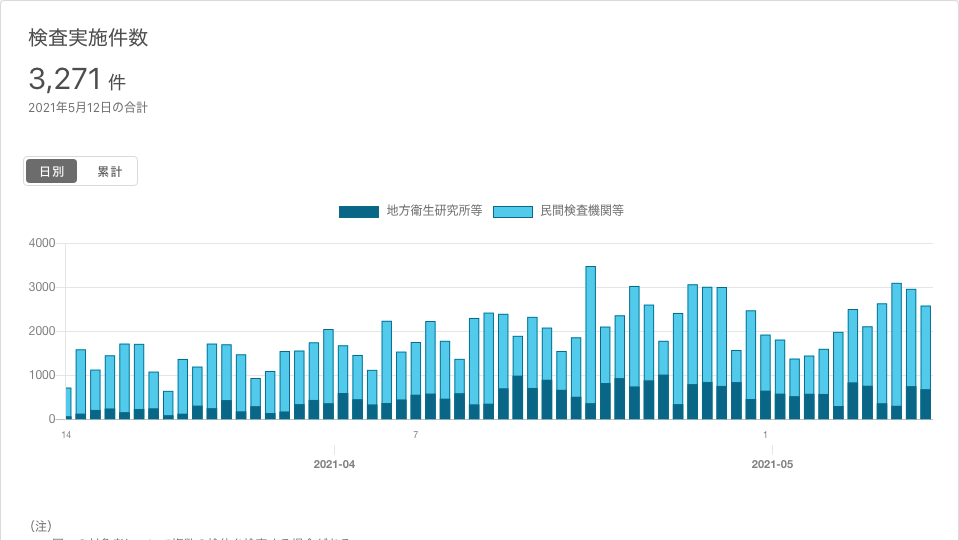 検査実施件数
3,271 件
2021年5月12日の合計
日別 累計
地方衛生研究所等 民間検査機関等
4000
3000
2000
1000
0
14 7 1
2021-04 2021-05
（注）